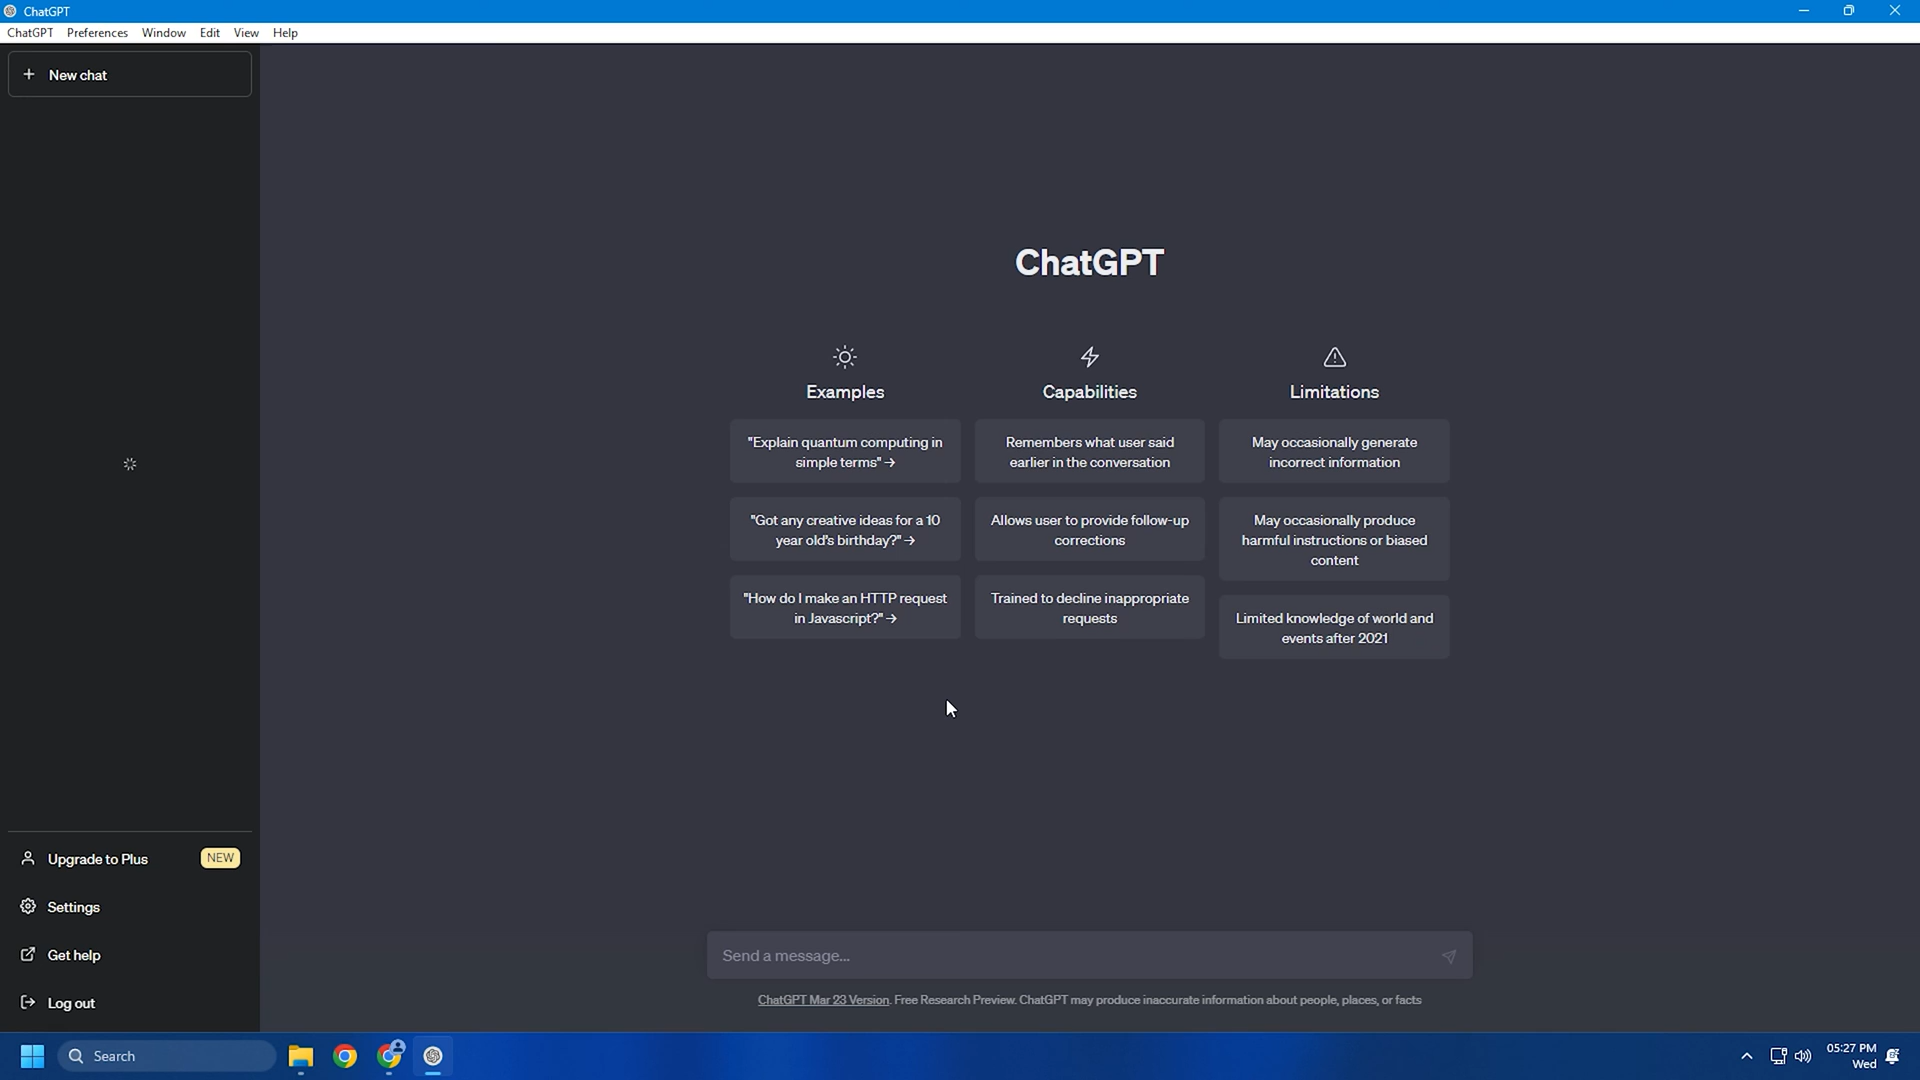 ChatGPT
ChatGPT Preferences Window Edit View Help
+ New chat
ChatGPT
Examples
"Explain quantum computing in
simple terms" →
"Got any creative ideas for a 10
year old's birthday?" →
"How do I make an HTTP request
in Javascript?" →
Capabilities
Remembers what user said
earlier in the conversation
Allows user to provide follow-up
corrections
Trained to decline inappropriate
requests
Limitations
May occasionally generate
incorrect information
May occasionally produce
harmful instructions or biased
content
Limited knowledge of world and
events after 2021
Upgrade to Plus NEW
Settings
Get help
Log out
Send a message...
ChatGPT Mar 23 Version. Free Research Preview. ChatGPT may produce inaccurate information about people, places, or facts
Search
05:27 PM
Wed